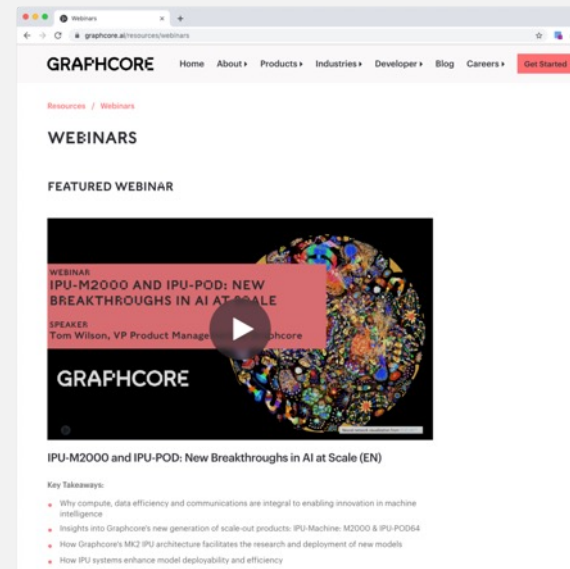 Webinars
graphcore.ai/resources/webinars
GRAPHCORE Home About Products Industries Developer Blog Careers Get Started
Resources / Webinars
WEBINARS
FEATURED WEBINAR
WEBINAR
IPU-M2000 AND IPU-POD: NEW
BREAKTHROUGHS IN AI AT SCALE
SPEAKER
Tom Wilson, VP Product
GRAPHCORE
IPU-M2000 and IPU-POD: New Breakthroughs in AI at Scale (EN)
Key Takeaways:
Why compute, data efficiency and communications are integral to enabling innovation in machine
intelligence
Insights into Graphcore's new generation of scale-out products: IPU-Machine: M2000 & IPU-POD64
How Graphcore's MK2 IPU architecture facilitates the research and deployment of new models
How IPU systems enhance model deployability and efficiency